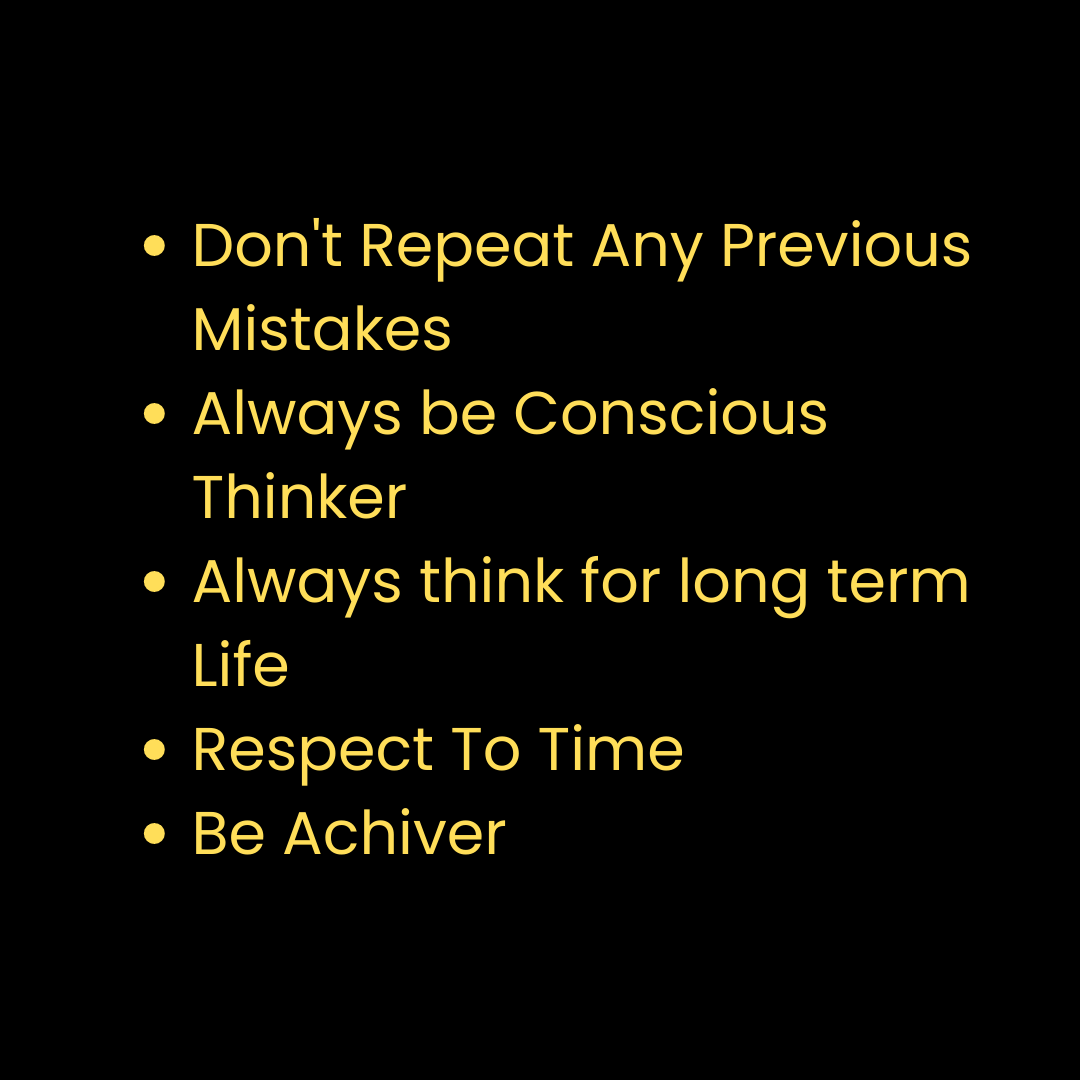 • Don't Repeat Any Previous
Mistakes
• Always be Conscious
Thinker
• Always think for long term
Life
• Respect To Time
• Be Achiver